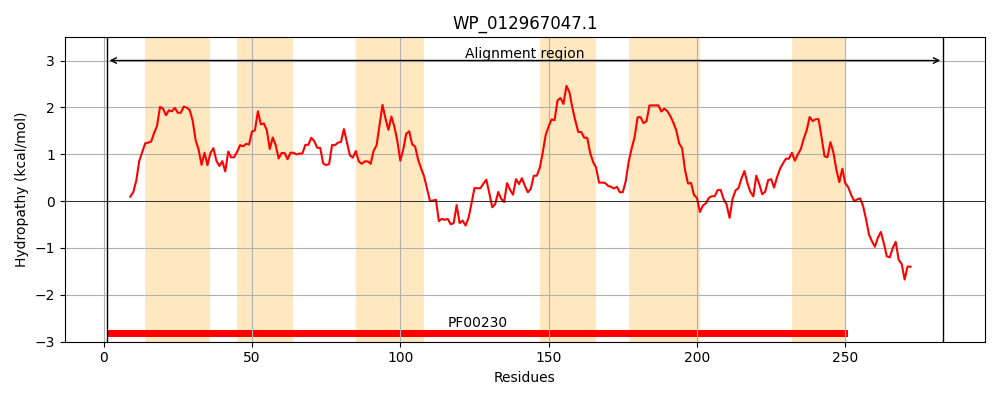 WP_012967047.1
Alignment region
PF00230
Hydropathy (kcal/mol)
3
2
1
0
−1
−2
−3
0
50
100
150
200
250
Residues